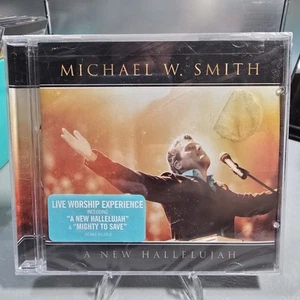 MICHAEL W. SMITH
LIVE WORSHIP EXPERIENCE
INCLUDING
"A NEW HALLELUJAH"
& "MIGHTY TO SAVE"
A NEW HALLELUJAH